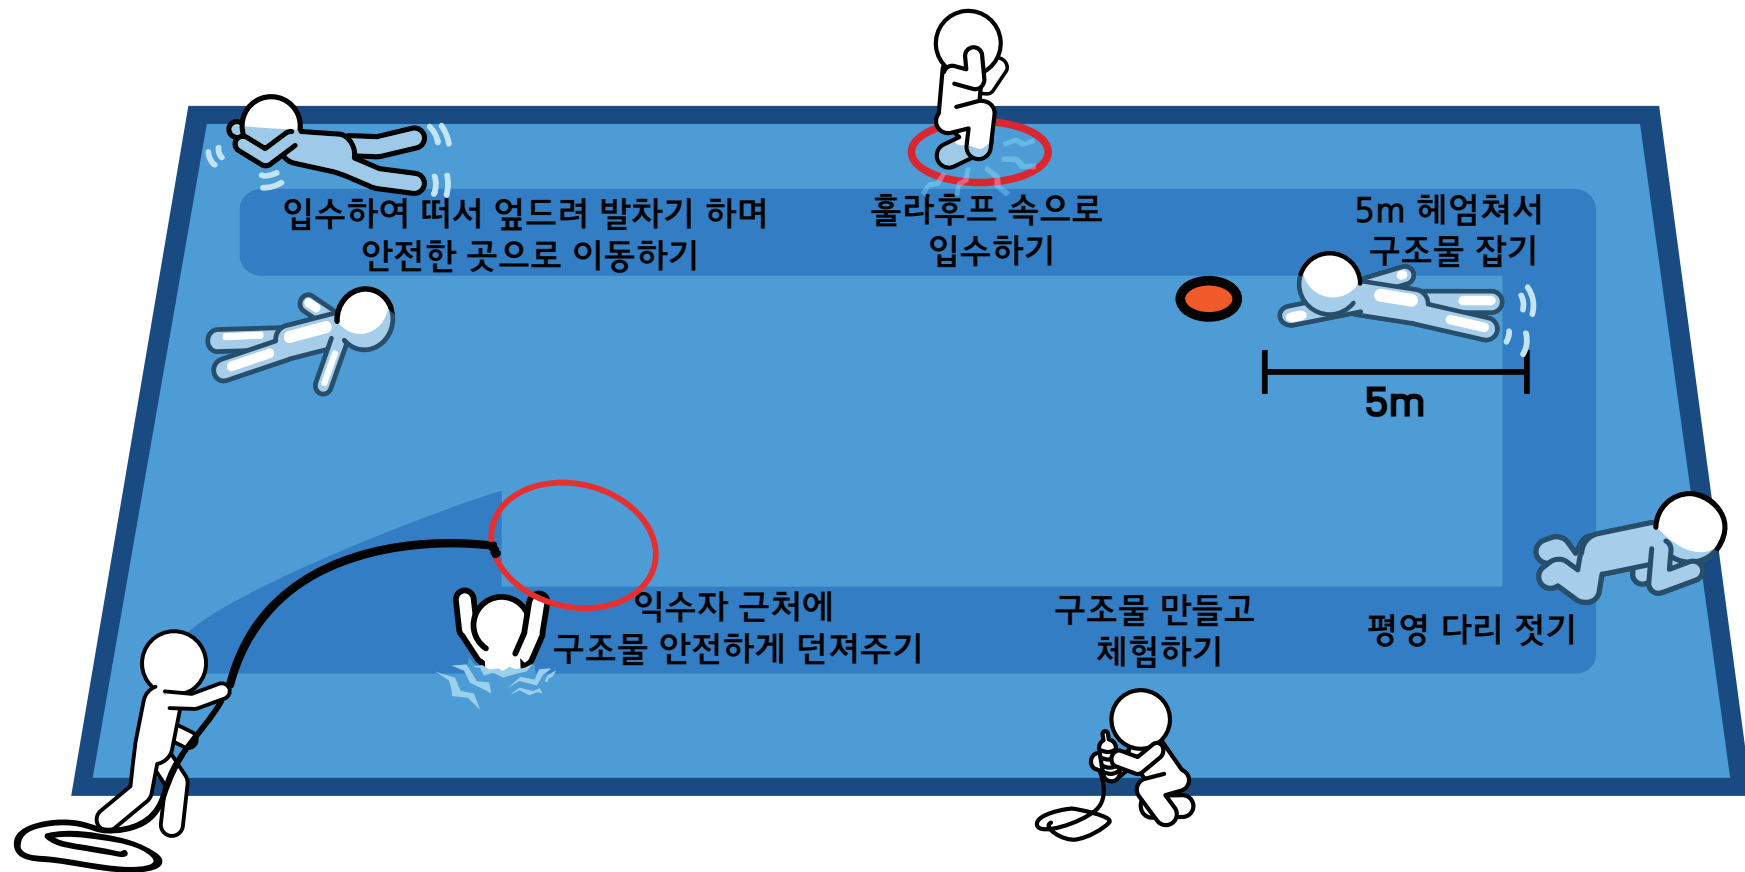 입수하여 떠서 엎드려 발차기 하며
안전한 곳으로 이동하기
훌라후프 속으로
입수하기
5m 헤엄쳐서
구조물 잡기
5m
익수자 근처에
구조물 안전하게 던져주기
구조물 만들고
체험하기
평영 다리 젓기